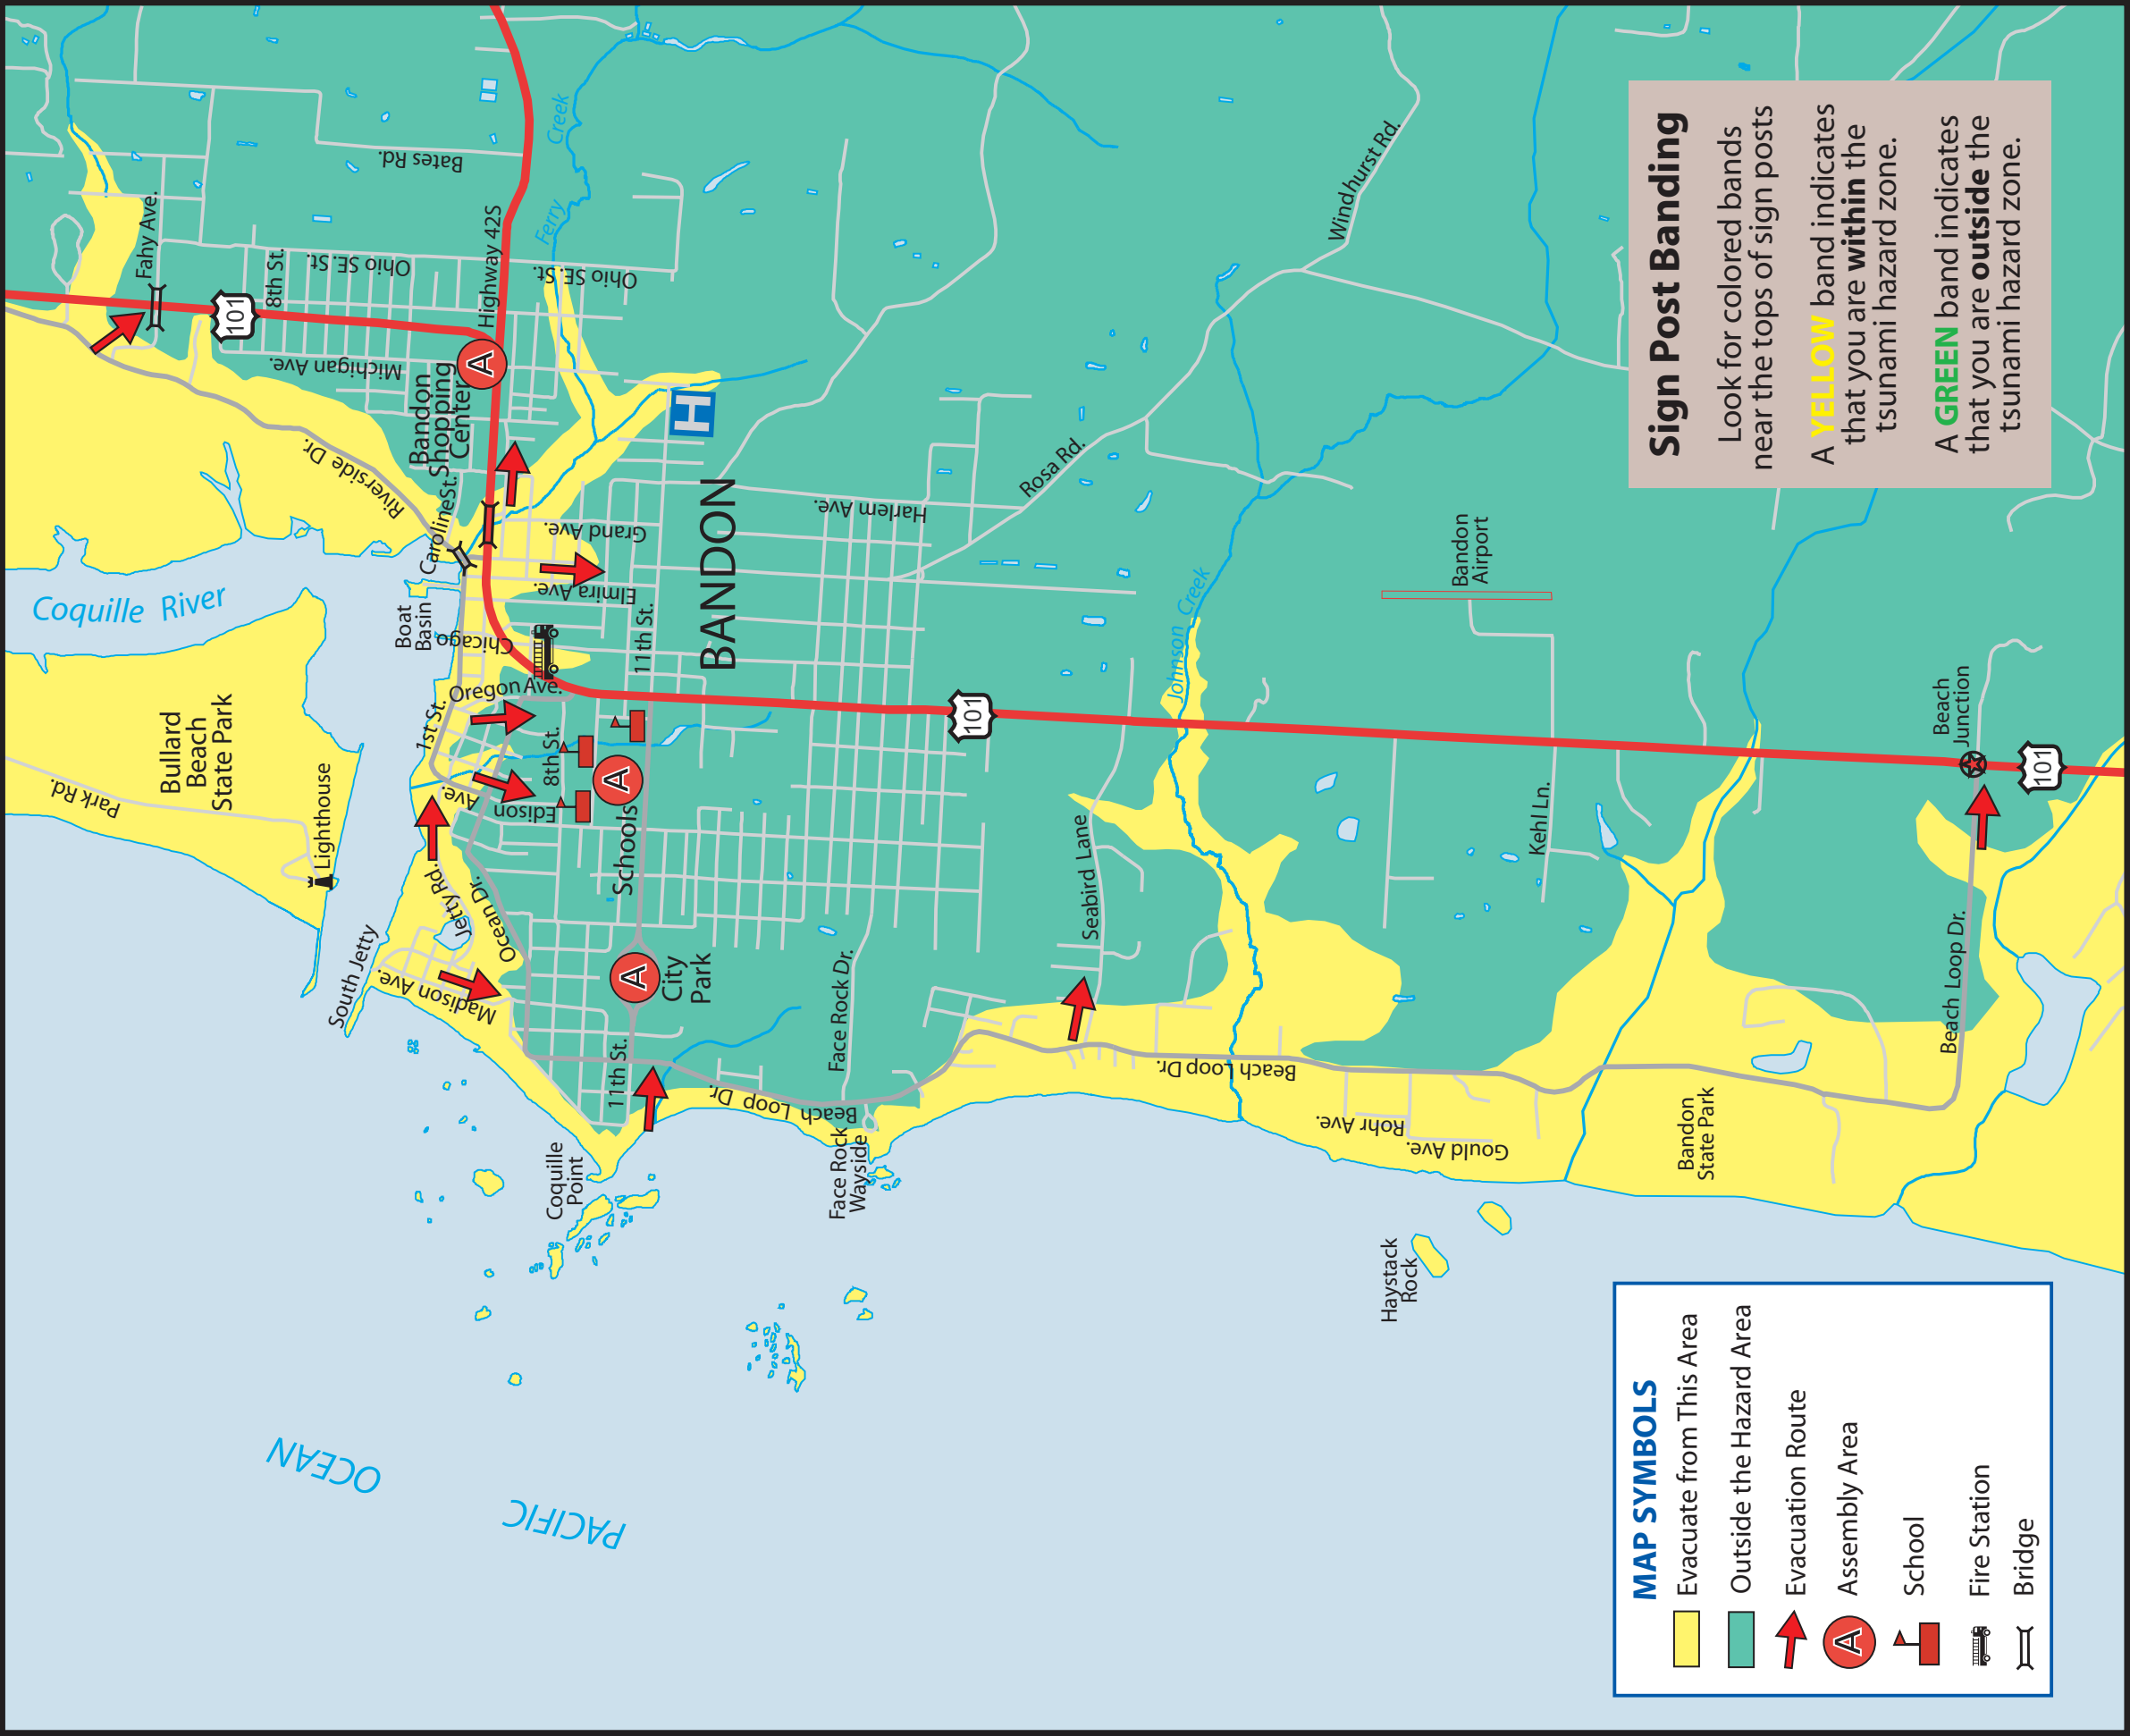 Coquille River
Bullard
Beach
State Park
Park Rd.
Lighthouse
South Jetty
Jetty Rd.
Ocean Dr.
Madison Ave.
Fahy Ave.
101
8th St.
Ohio SE St.
Bates Rd.
Highway 42S
Ferry Creek
Ohio SE St.
Michigan Ave.
A
Bandon
Shopping
Center
Riverside Dr.
Caroline St.
Boat
Basin
Chicago
Grand Ave.
Elmira Ave.
H
11th St.
BANDON
Oregon Ave.
1st St.
8th St.
Edison Ave.
A
Schools
A
City
Park
11th St.
Beach Loop Dr.
Coquille
Point
Face Rock
Wayside
Face Rock Dr.
Harlem Ave.
Rosa Rd.
Windhurst Rd.
101
Johnson Creek
Seabird Lane
Beach Loop Dr.
Rohr Ave.
Gould Ave.
Haystack
Rock
Bandon
Airport
Kehl Ln.
Bandon
State Park
Beach Loop Dr.
Beach
Junction
101
PACIFIC
OCEAN
Sign Post Banding
Look for colored bands
near the tops of sign posts
A YELLOW band indicates
that you are within the
tsunami hazard zone.
A GREEN band indicates
that you are outside the
tsunami hazard zone.
MAP SYMBOLS
Evacuate from This Area
Outside the Hazard Area
Evacuation Route
A Assembly Area
School
Fire Station
Bridge